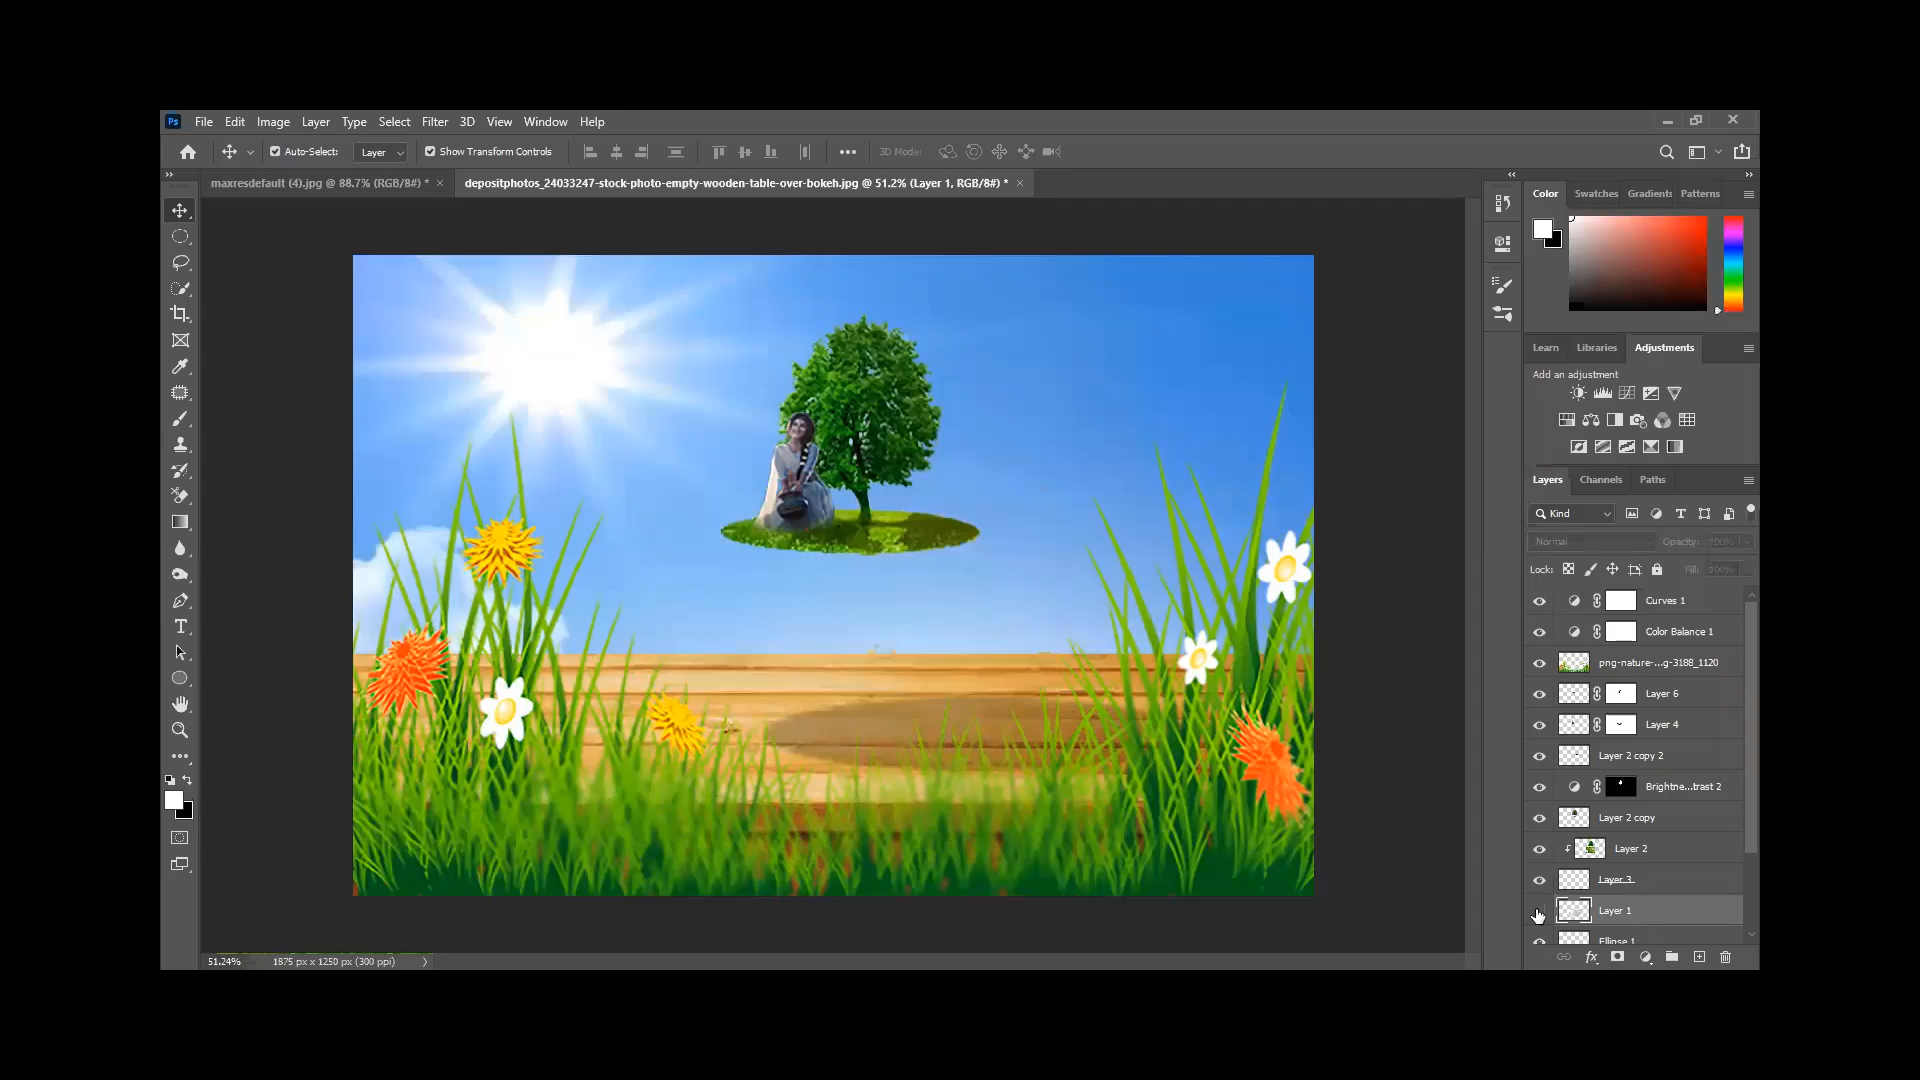 Ps File Edit Image Layer Type Select Filter 3D View Window Help
Auto-Select: Layer Show Transform Controls 3D Mode:
maxresdefault (4).jpg @ 88.7% (RGB/8#) * depositphotos_24033247-stock-photo-empty-wooden-table-over-bokeh.jpg @ 51.2% (Layer 1, RGB/8#) *
Color Swatches Gradients Patterns
Learn Libraries Adjustments
Add an adjustment
Layers Channels Paths
Kind
Normal Opacity: 100%
Lock: Fill: 100%
Curves 1
Color Balance 1
png-nature-...g-3188_1120
Layer 6
Layer 4
Layer 2 copy 2
Brightne...trast 2
Layer 2 copy
Layer 2
Layer 3
Layer 1
Ellipse 1
fx
51.24% 1875 px x 1250 px (300 ppi)